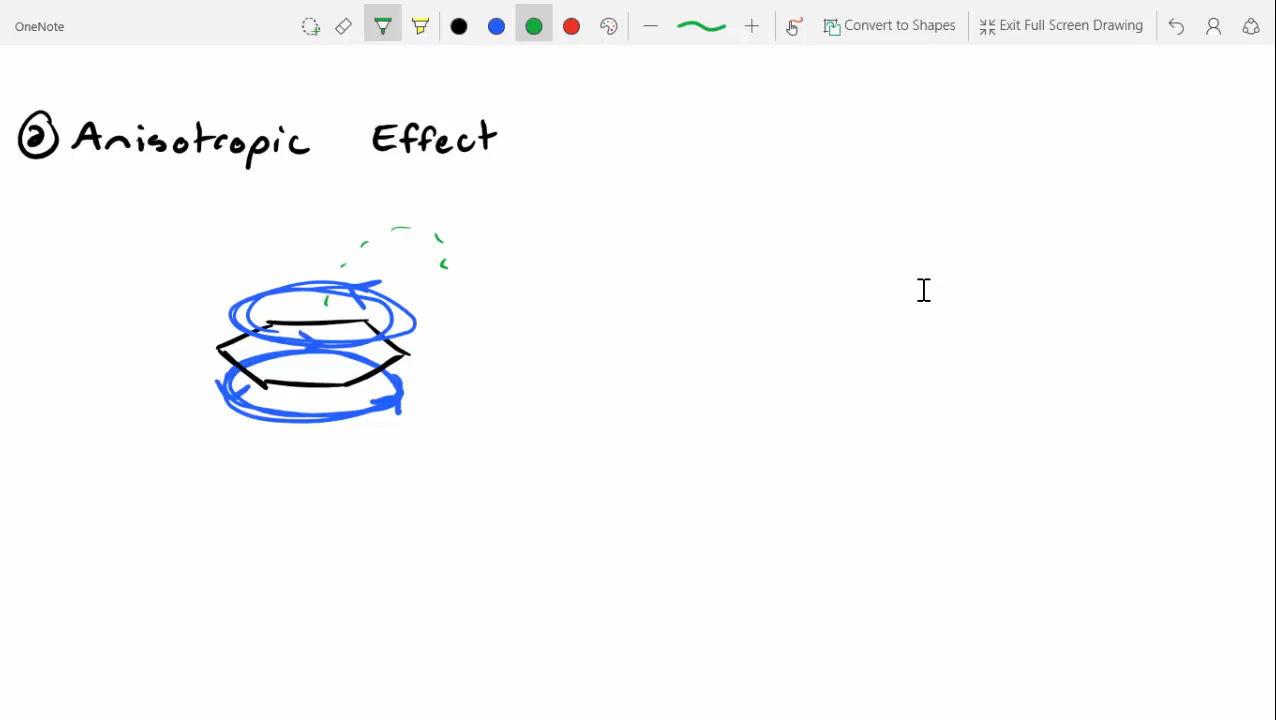 OneNote
Convert to Shapes
Exit Full Screen Drawing
② Anisotropic Effect